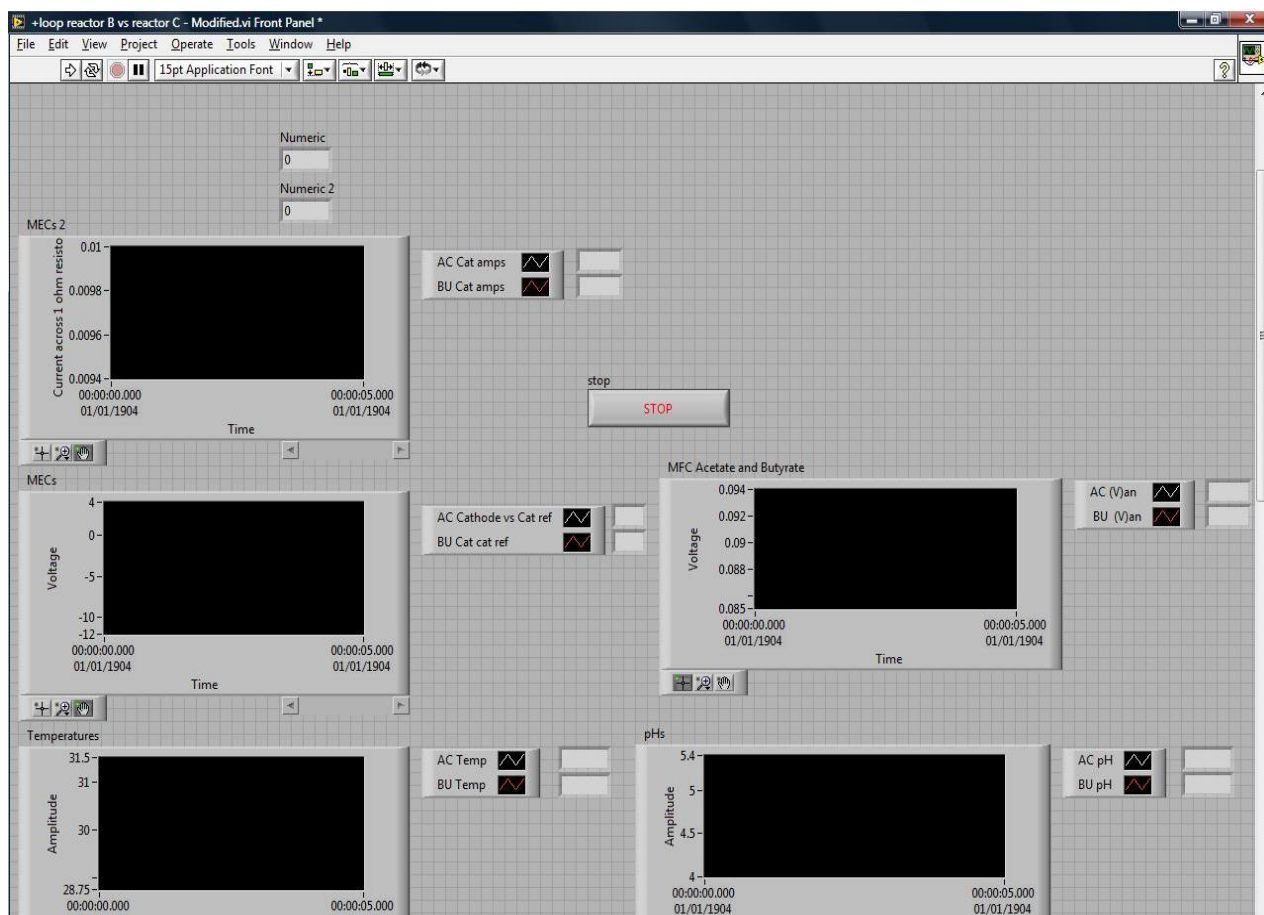 +loop reactor B vs reactor C - Modified.vi Front Panel *
File Edit View Project Operate Tools Window Help
15pt Application Font
Numeric
0
Numeric 2
0
MECs 2
Current across 1 ohm resisto
0.01
0.0098
0.0096
0.0094
00:00:00.000
01/01/1904
00:00:05.000
01/01/1904
Time
AC Cat amps
BU Cat amps
stop
STOP
MECs
Voltage
4
0
-5
-10
-12
00:00:00.000
01/01/1904
00:00:05.000
01/01/1904
Time
AC Cathode vs Cat ref
BU Cat cat ref
MFC Acetate and Butyrate
Voltage
0.094
0.092
0.09
0.088
0.085
00:00:00.000
01/01/1904
00:00:05.000
01/01/1904
Time
AC (V)an
BU (V)an
Temperatures
Amplitude
31.5
31
30
28.75
00:00:00.000
00:00:05.000
AC Temp
BU Temp
pHs
Amplitude
5.4
5
4.5
4
00:00:00.000
01/01/1904
00:00:05.000
01/01/1904
AC pH
BU pH